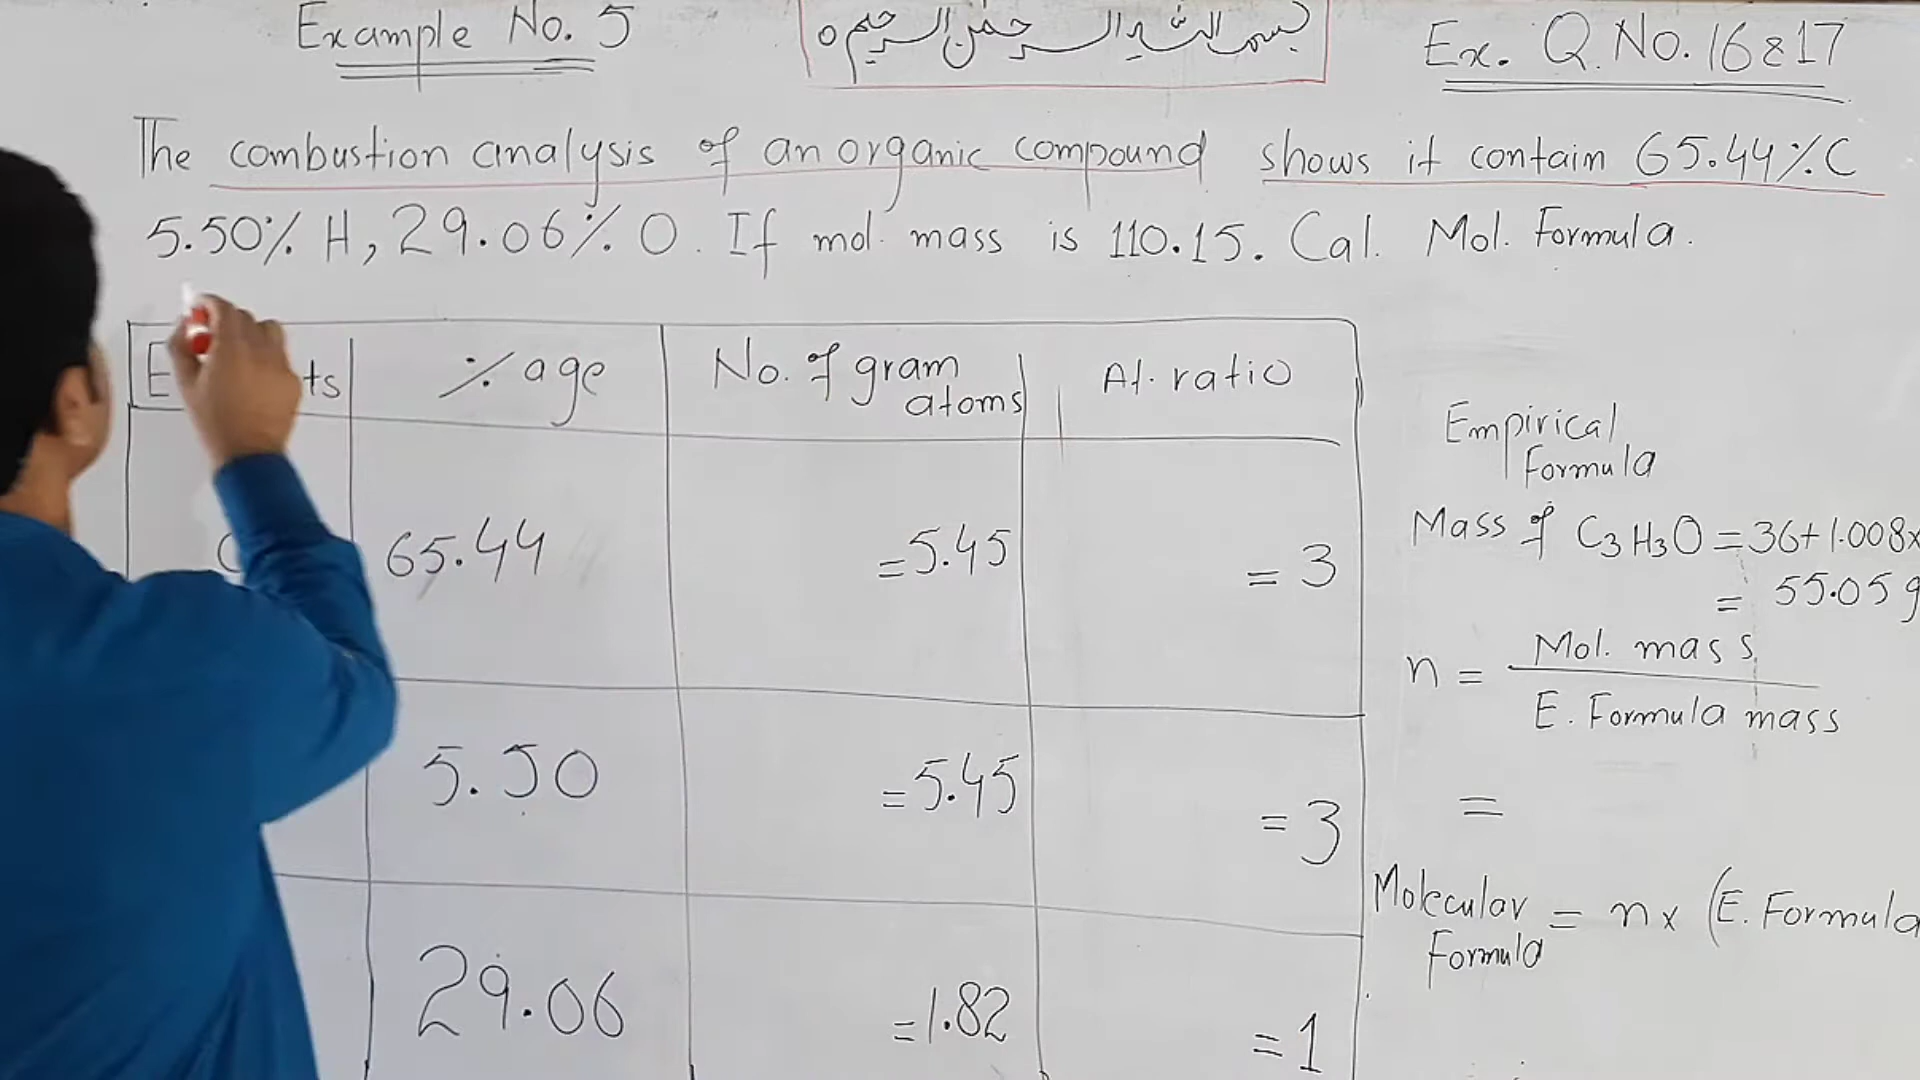 Example No. 5
بسم الله الرحمن الرحيم
Ex. Q.No. 16 & 17
The combustion analysis of an organic compound shows it contain 65.44%C
5.50% H, 29.06% O. If mol. mass is 110.15. Cal. Mol. Formula.
%age
No. of gram
atoms
At. ratio
65.44
=5.45
= 3
5.50
=5.45
= 3
29.06
=1.82
=1
Empirical
Formula
Mass of C3H3O = 36+1.008x
= 55.05 g
n = Mol. mass
E. Formula mass
=
Molecular
Formula
= n x (E. Formula